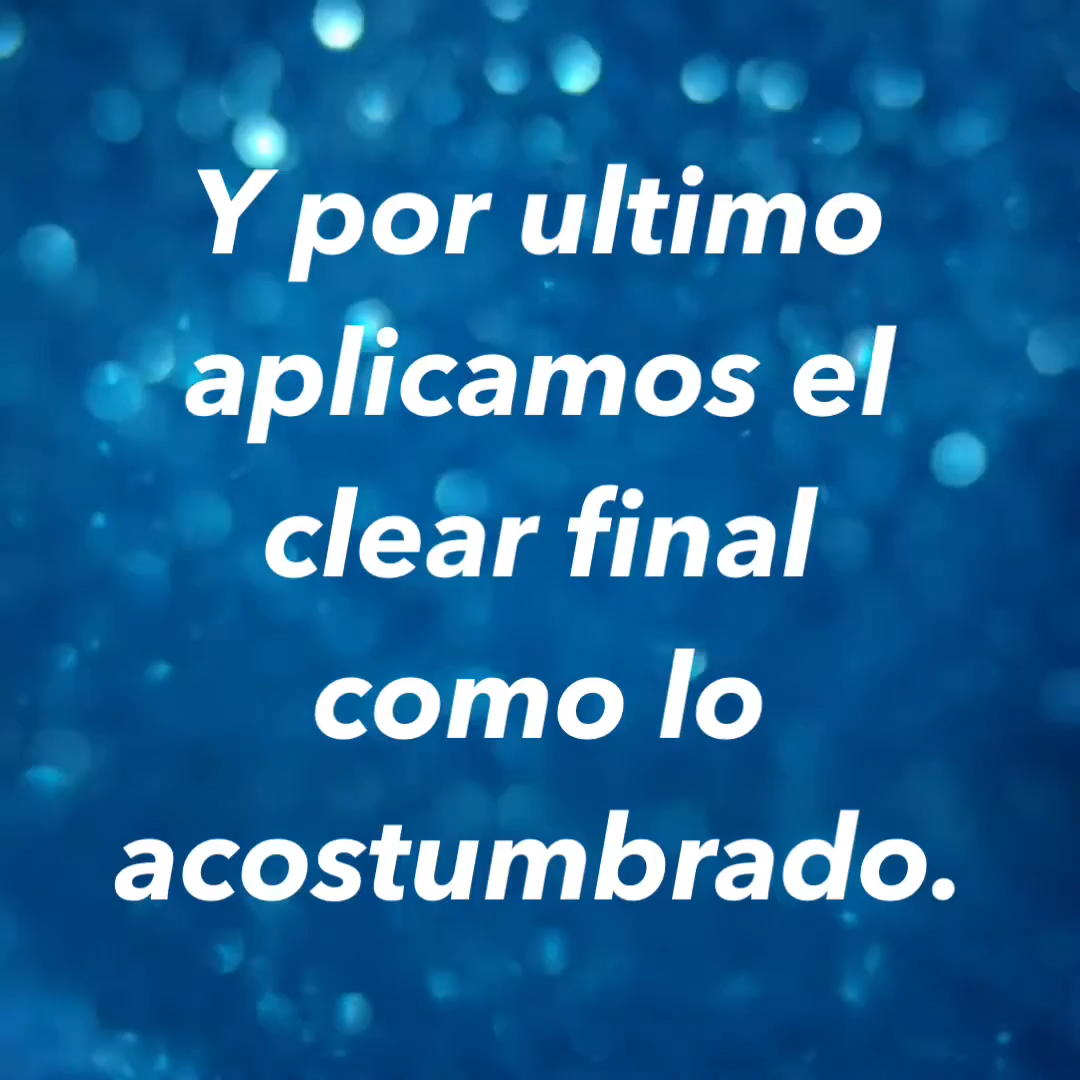 Y por ultimo
aplicamos el
clear final
como lo
acostumbrado.